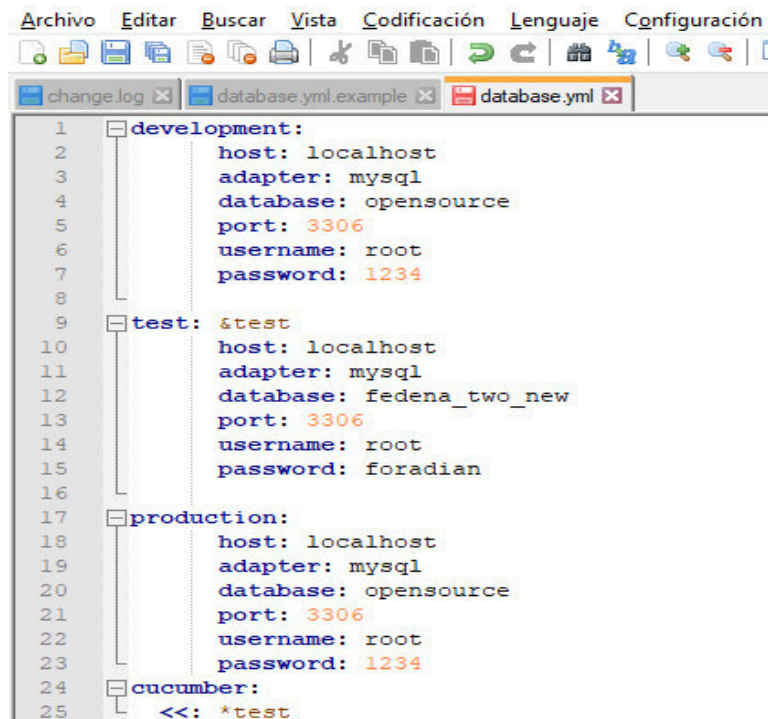 Archivo Editar Buscar Vista Codificación Lenguaje Configuración
change.log database.yml.example database.yml
1 development:
2 host: localhost
3 adapter: mysql
4 database: opensource
5 port: 3306
6 username: root
7 password: 1234
8
9 test: &test
10 host: localhost
11 adapter: mysql
12 database: fedena_two_new
13 port: 3306
14 username: root
15 password: foradian
16
17 production:
18 host: localhost
19 adapter: mysql
20 database: opensource
21 port: 3306
22 username: root
23 password: 1234
24 cucumber:
25 <<: *test